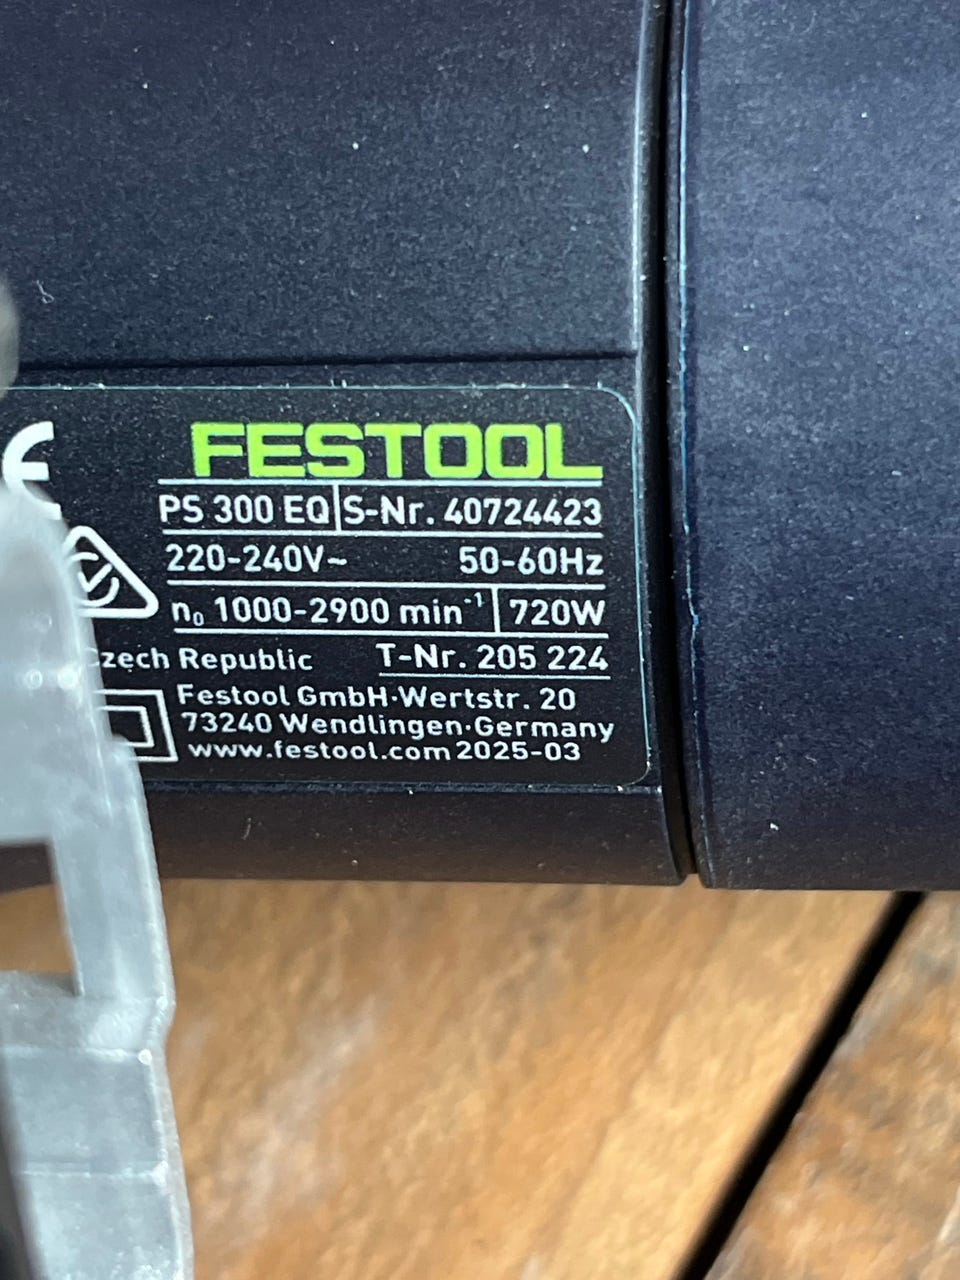 FESTOOL
PS 300 EQ S-Nr. 40724423
220-240V~ 50-60Hz
n₀ 1000-2900 min⁻¹ 720W
Czech Republic T-Nr. 205 224
Festool GmbH·Wertstr. 20
73240 Wendlingen·Germany
www.festool.com 2025-03